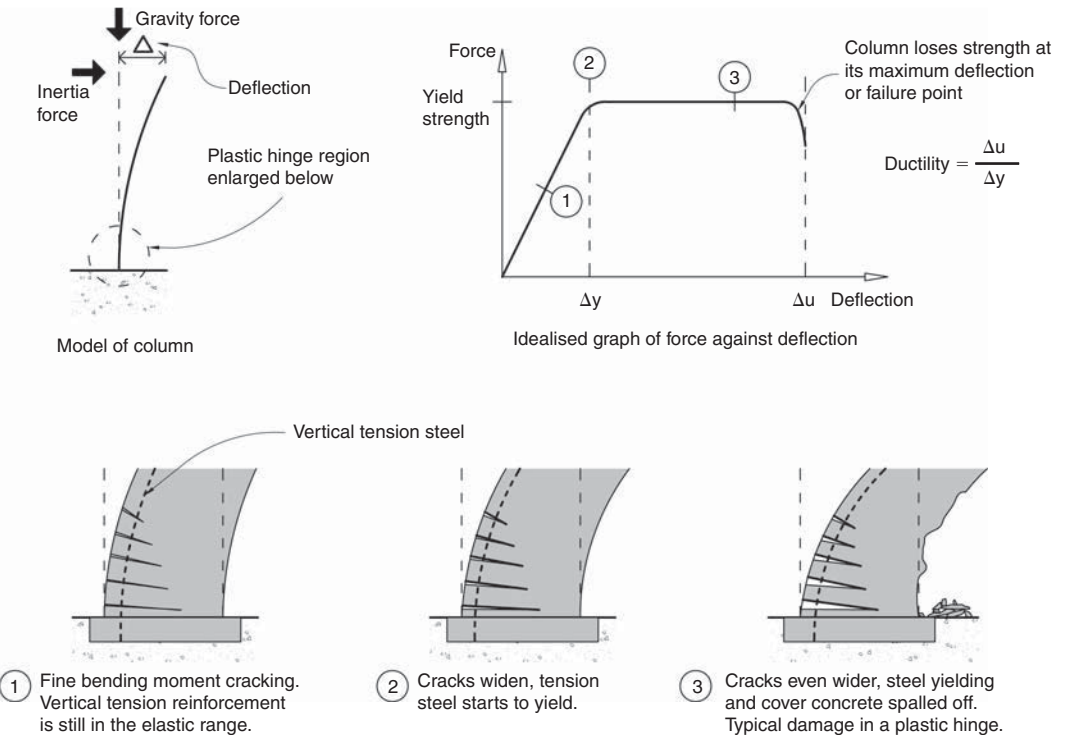 Gravity force
Δ
Inertia
force
Deflection
Plastic hinge region
enlarged below
Model of column
Force
Yield
strength
2
3
1
Column loses strength at
its maximum deflection
or failure point
Ductility = Δu
Δy
Δy
Δu
Deflection
Idealised graph of force against deflection
Vertical tension steel
1
Fine bending moment cracking.
Vertical tension reinforcement
is still in the elastic range.
2
Cracks widen, tension
steel starts to yield.
3
Cracks even wider, steel yielding
and cover concrete spalled off.
Typical damage in a plastic hinge.